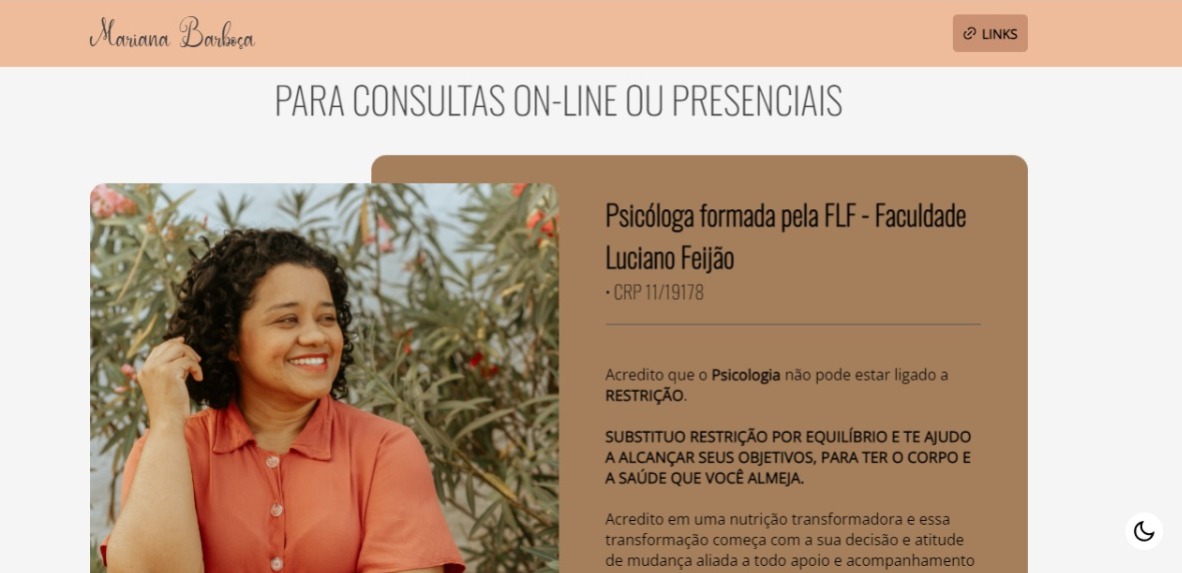 Mariana Barboça
LINKS
PARA CONSULTAS ON-LINE OU PRESENCIAIS
Psicóloga formada pela FLF - Faculdade
Luciano Feijão
• CRP 11/19178
Acredito que o Psicologia não pode estar ligado a
RESTRIÇÃO.
SUBSTITUO RESTRIÇÃO POR EQUILÍBRIO E TE AJUDO
A ALCANÇAR SEUS OBJETIVOS, PARA TER O CORPO E
A SAÚDE QUE VOCÊ ALMEJA.
Acredito em uma nutrição transformadora e essa
transformação começa com a sua decisão e atitude
de mudança aliada a todo apoio e acompanhamento